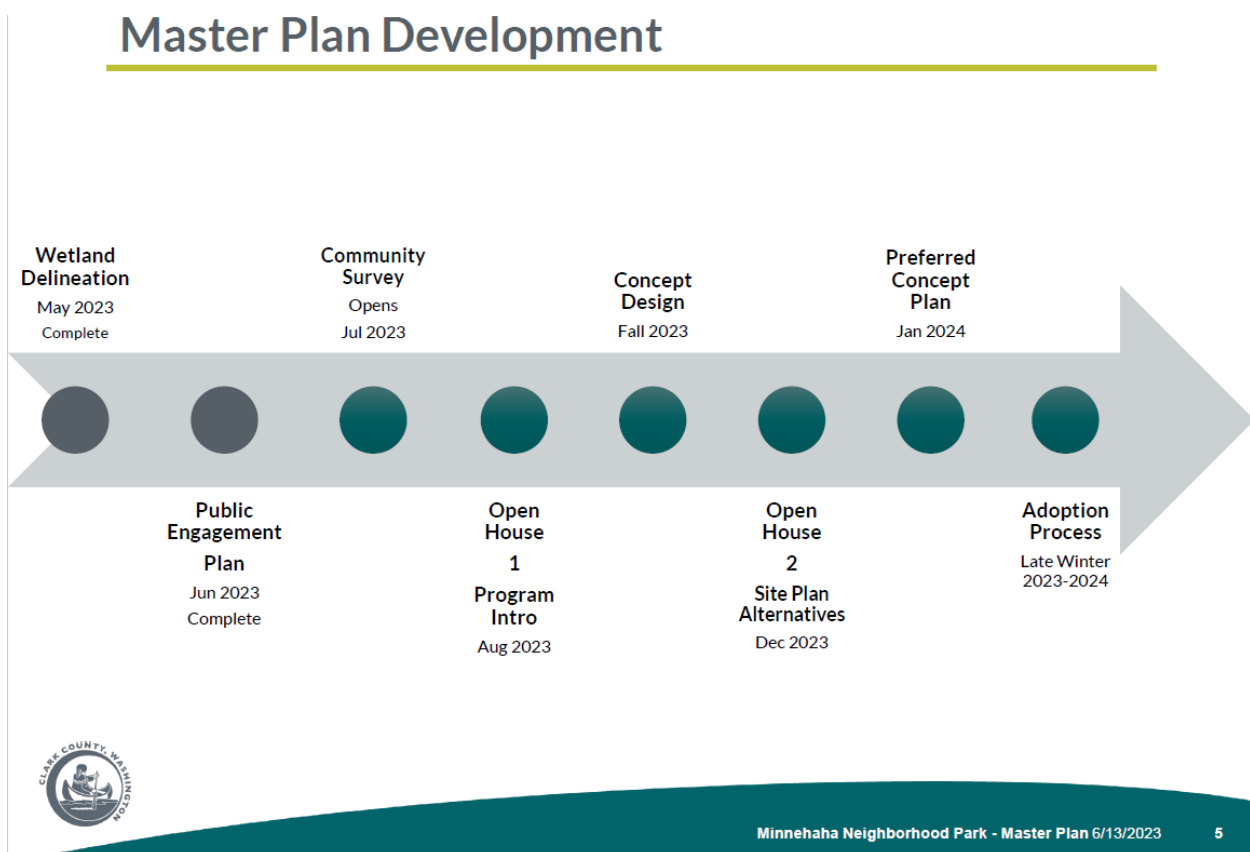 Master Plan Development
Wetland
Delineation
May 2023
Complete
Public
Engagement
Plan
Jun 2023
Complete
Community
Survey
Opens
Jul 2023
Open
House
1
Program
Intro
Aug 2023
Concept
Design
Fall 2023
Open
House
2
Site Plan
Alternatives
Dec 2023
Preferred
Concept
Plan
Jan 2024
Adoption
Process
Late Winter
2023-2024
CLARK COUNTY, WASHINGTON
Minnehaha Neighborhood Park - Master Plan 6/13/2023 5